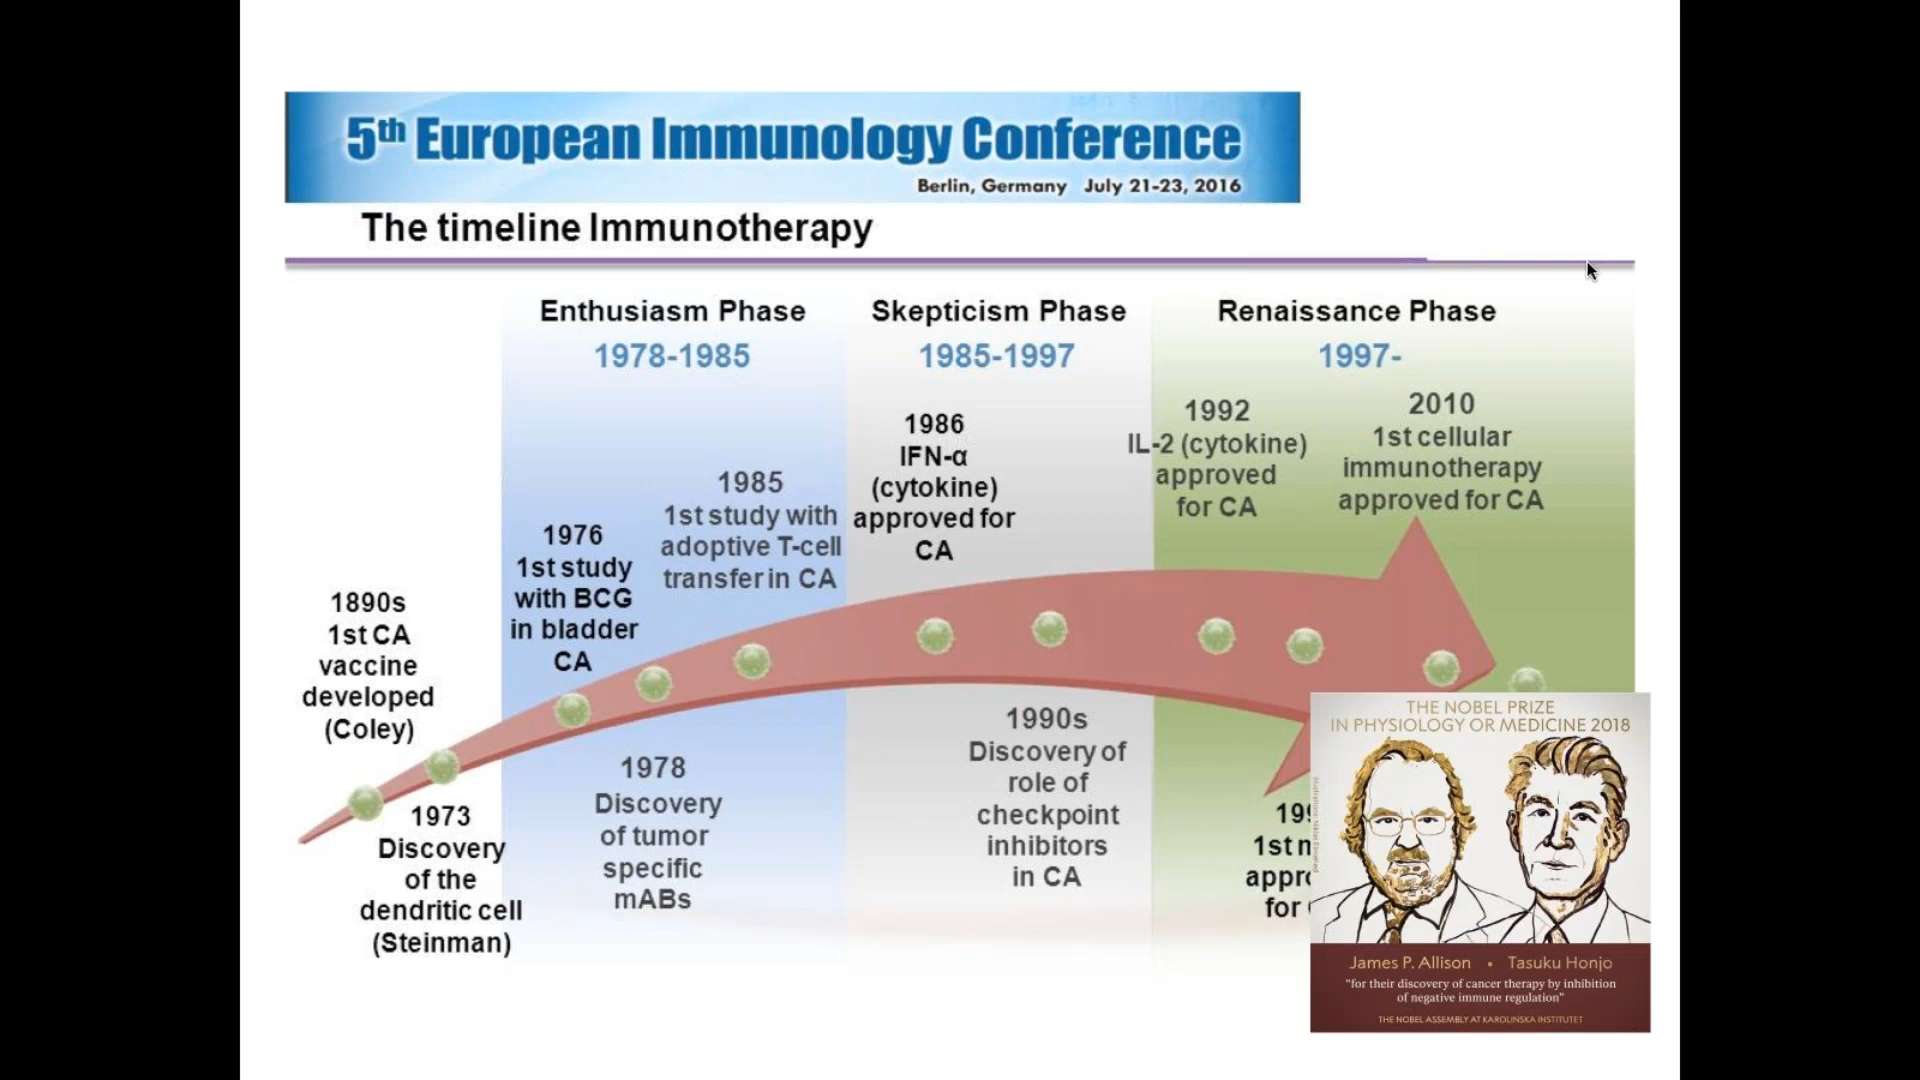 5th European Immunology Conference
Berlin, Germany July 21-23, 2016
The timeline Immunotherapy
Enthusiasm Phase
1978-1985
Skepticism Phase
1985-1997
Renaissance Phase
1997-
1890s
1st CA
vaccine
developed
(Coley)
1973
Discovery
of the
dendritic cell
(Steinman)
1976
1st study
with BCG
in bladder
CA
1978
Discovery
of tumor
specific
mABs
1985
1st study with
adoptive T-cell
transfer in CA
1986
IFN-α
(cytokine)
approved for
CA
1990s
Discovery of
role of
checkpoint
inhibitors
in CA
1992
IL-2 (cytokine)
approved
for CA
1st
for
2010
1st cellular
immunotherapy
approved for CA
THE NOBEL PRIZE
IN PHYSIOLOGY OR MEDICINE 2018
James P. Allison • Tasuku Honjo
"for their discovery of cancer therapy by inhibition
of negative immune regulation"
THE NOBEL ASSEMBLY AT KAROLINSKA INSTITUTET